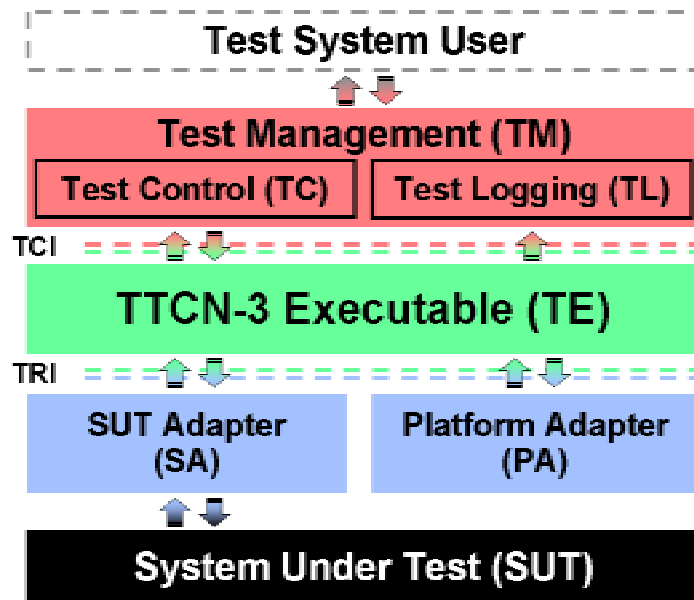 Test System User
Test Management (TM)
Test Control (TC)
Test Logging (TL)
TCI
TTCN-3 Executable (TE)
TRI
SUT Adapter
(SA)
Platform Adapter
(PA)
System Under Test (SUT)